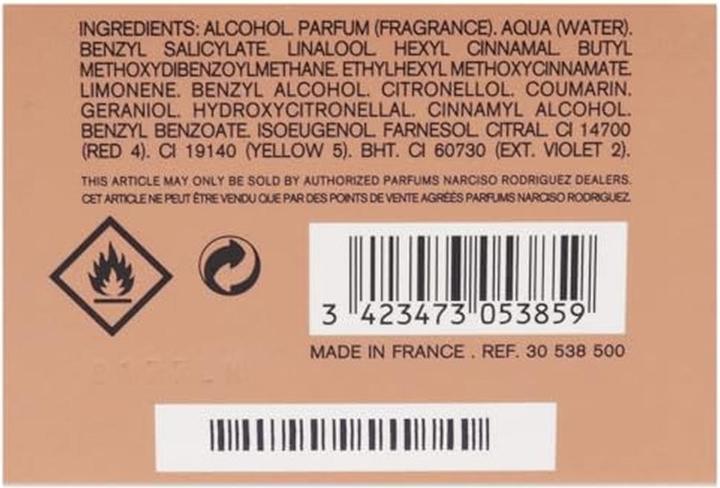 INGREDIENTS: ALCOHOL. PARFUM (FRAGRANCE). AQUA (WATER).
BENZYL SALICYLATE. LINALOOL. HEXYL CINNAMAL. BUTYL
METHOXYDIBENZOYLMETHANE. ETHYLHEXYL METHOXYCINNAMATE.
LIMONENE. BENZYL ALCOHOL. CITRONELLOL. COUMARIN.
GERANIOL. HYDROXYCITRONELLAL. CINNAMYL ALCOHOL.
BENZYL BENZOATE. ISOEUGENOL. FARNESOL. CITRAL. CI 14700
(RED 4). CI 19140 (YELLOW 5). BHT. CI 60730 (EXT. VIOLET 2).
THIS ARTICLE MAY ONLY BE SOLD BY AUTHORIZED PARFUMS NARCISO RODRIGUEZ DEALERS.
CET ARTICLE NE PEUT ÊTRE VENDU QUE PAR DES POINTS DE VENTE AGRÉÉS PARFUMS NARCISO RODRIGUEZ.
3 423473 053859
MADE IN FRANCE . REF. 30 538 500